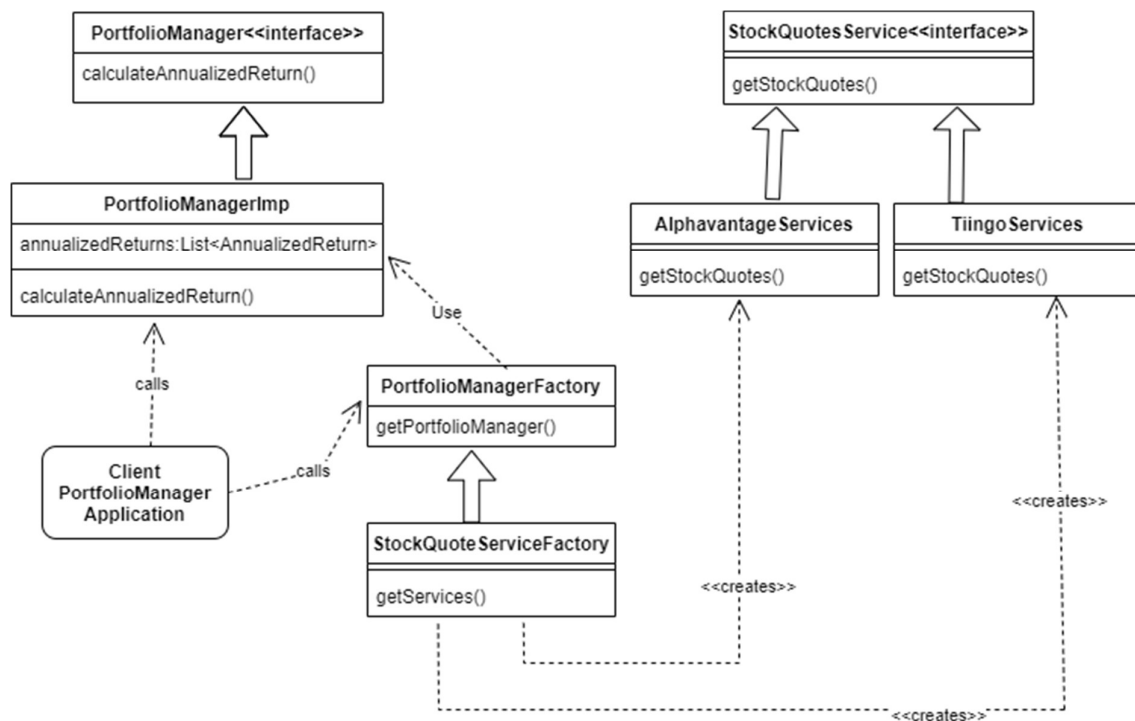 PortfolioManager<<interface>>
calculateAnnualizedReturn()
StockQuotesService<<interface>>
getStockQuotes()
PortfolioManagerImp
annualizedReturns:List<AnnualizedReturn>
calculateAnnualizedReturn()
AlphavantageServices
getStockQuotes()
TiingoServices
getStockQuotes()
Use
calls
PortfolioManagerFactory
getPortfolioManager()
Client
PortfolioManager
Application
calls
StockQuoteServiceFactory
getServices()
<<creates>>
<<creates>>
<<creates>>